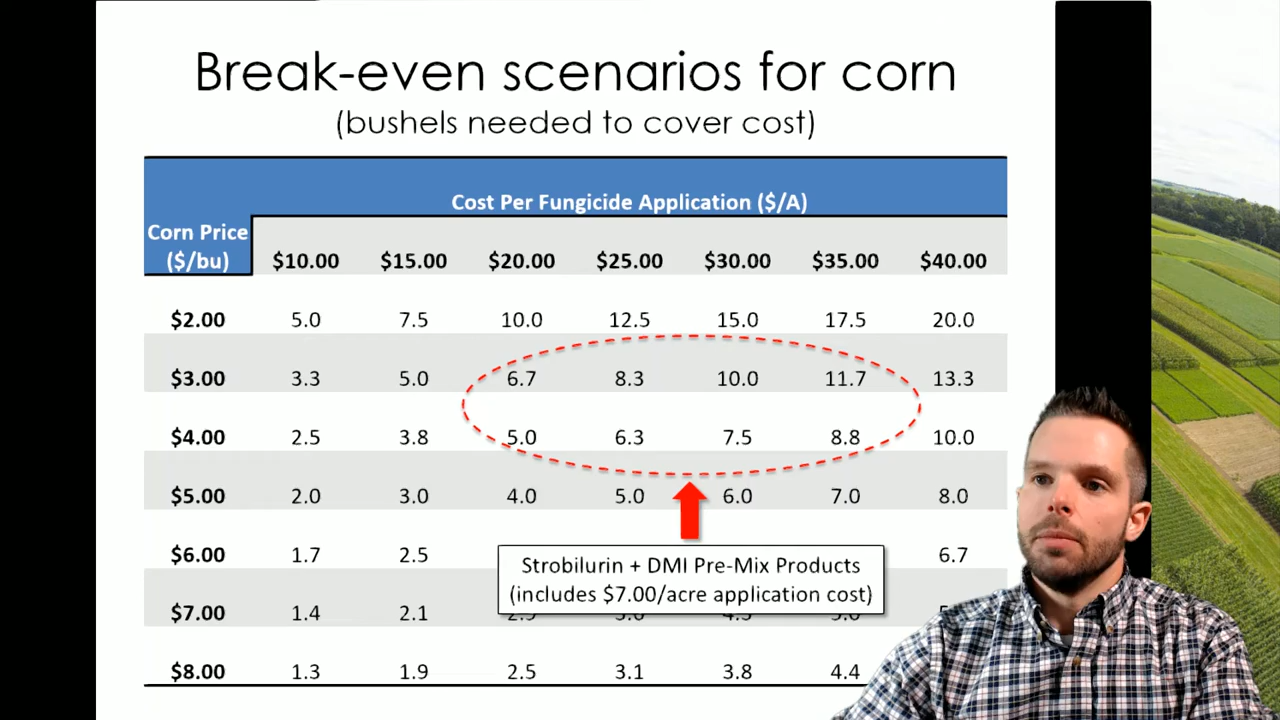 Break-even scenarios for corn
(bushels needed to cover cost)
Cost Per Fungicide Application ($/A)
Corn Price
($/bu)
$10.00 $15.00 $20.00 $25.00 $30.00 $35.00 $40.00
$2.00 5.0 7.5 10.0 12.5 15.0 17.5 20.0
$3.00 3.3 5.0 6.7 8.3 10.0 11.7 13.3
$4.00 2.5 3.8 5.0 6.3 7.5 8.8 10.0
$5.00 2.0 3.0 4.0 5.0 6.0 7.0 8.0
$6.00 1.7 2.5 6.7
Strobilurin + DMI Pre-Mix Products
(includes $7.00/acre application cost)
$7.00 1.4 2.1
$8.00 1.3 1.9 2.5 3.1 3.8 4.4